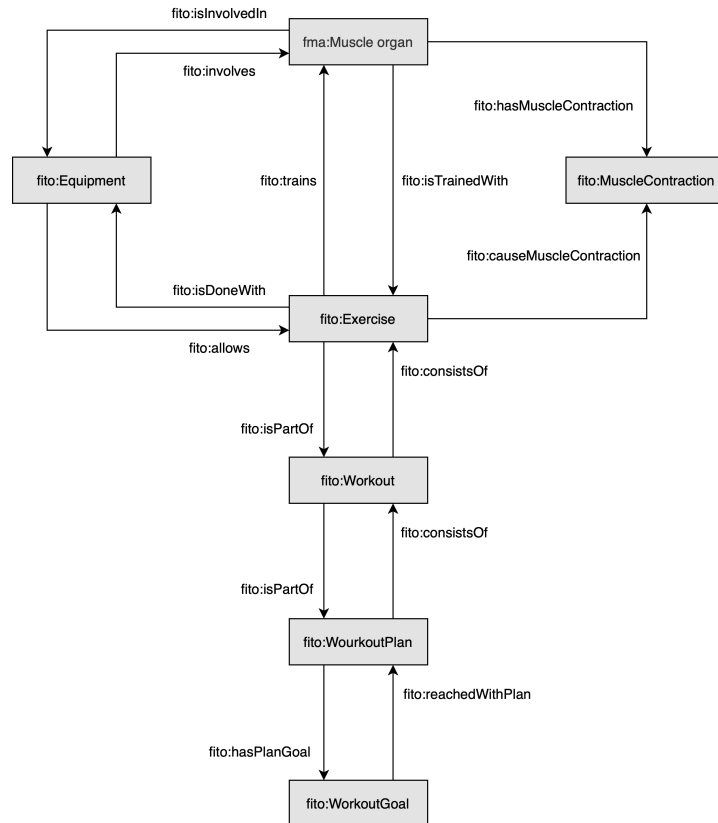 fito:isInvolvedIn
fma:Muscle organ
fito:involves
fito:hasMuscleContraction
fito:Equipment
fito:trains
fito:isTrainedWith
fito:MuscleContraction
fito:causeMuscleContraction
fito:isDoneWith
fito:Exercise
fito:allows
fito:consistsOf
fito:isPartOf
fito:Workout
fito:consistsOf
fito:isPartOf
fito:WourkoutPlan
fito:reachedWithPlan
fito:hasPlanGoal
fito:WorkoutGoal